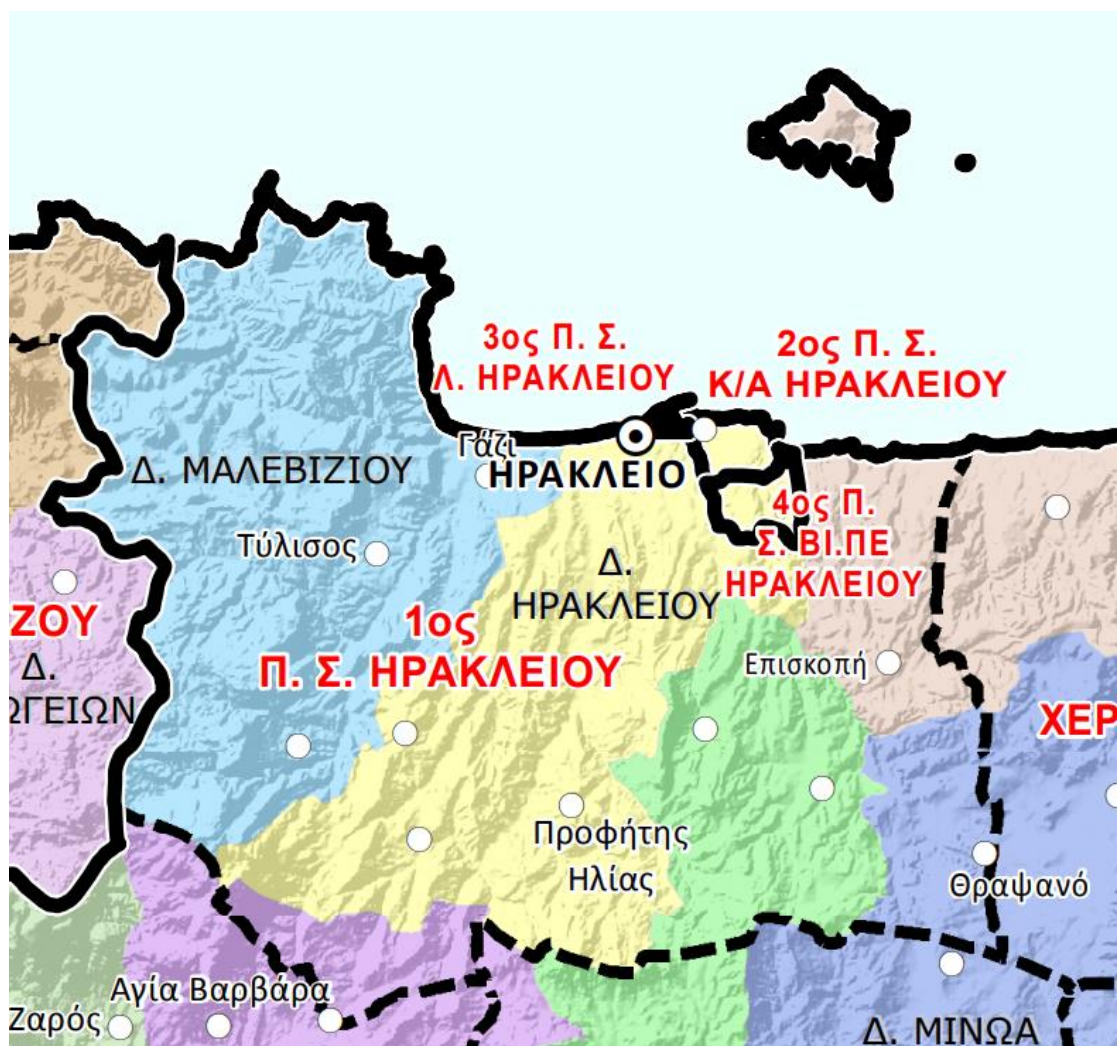 3ος Π. Σ.
Λ. ΗΡΑΚΛΕΙΟΥ
2ος Π. Σ.
Κ/Α ΗΡΑΚΛΕΙΟΥ
Γάζι
ΗΡΑΚΛΕΙΟ
Δ. ΜΑΛΕΒΙΖΙΟΥ
4ος Π.
Σ. ΒΙ.ΠΕ
ΗΡΑΚΛΕΙΟΥ
Τύλισος
Δ.
ΗΡΑΚΛΕΙΟΥ
1ος
Π. Σ. ΗΡΑΚΛΕΙΟΥ
ΖΟΥ
Δ.
ΩΓΕΙΩΝ
Επισκοπή
ΧΕΡ
Προφήτης
Ηλίας
Θραψανό
Αγία Βαρβάρα
Ζαρός
Δ. ΜΙΝΩΑ